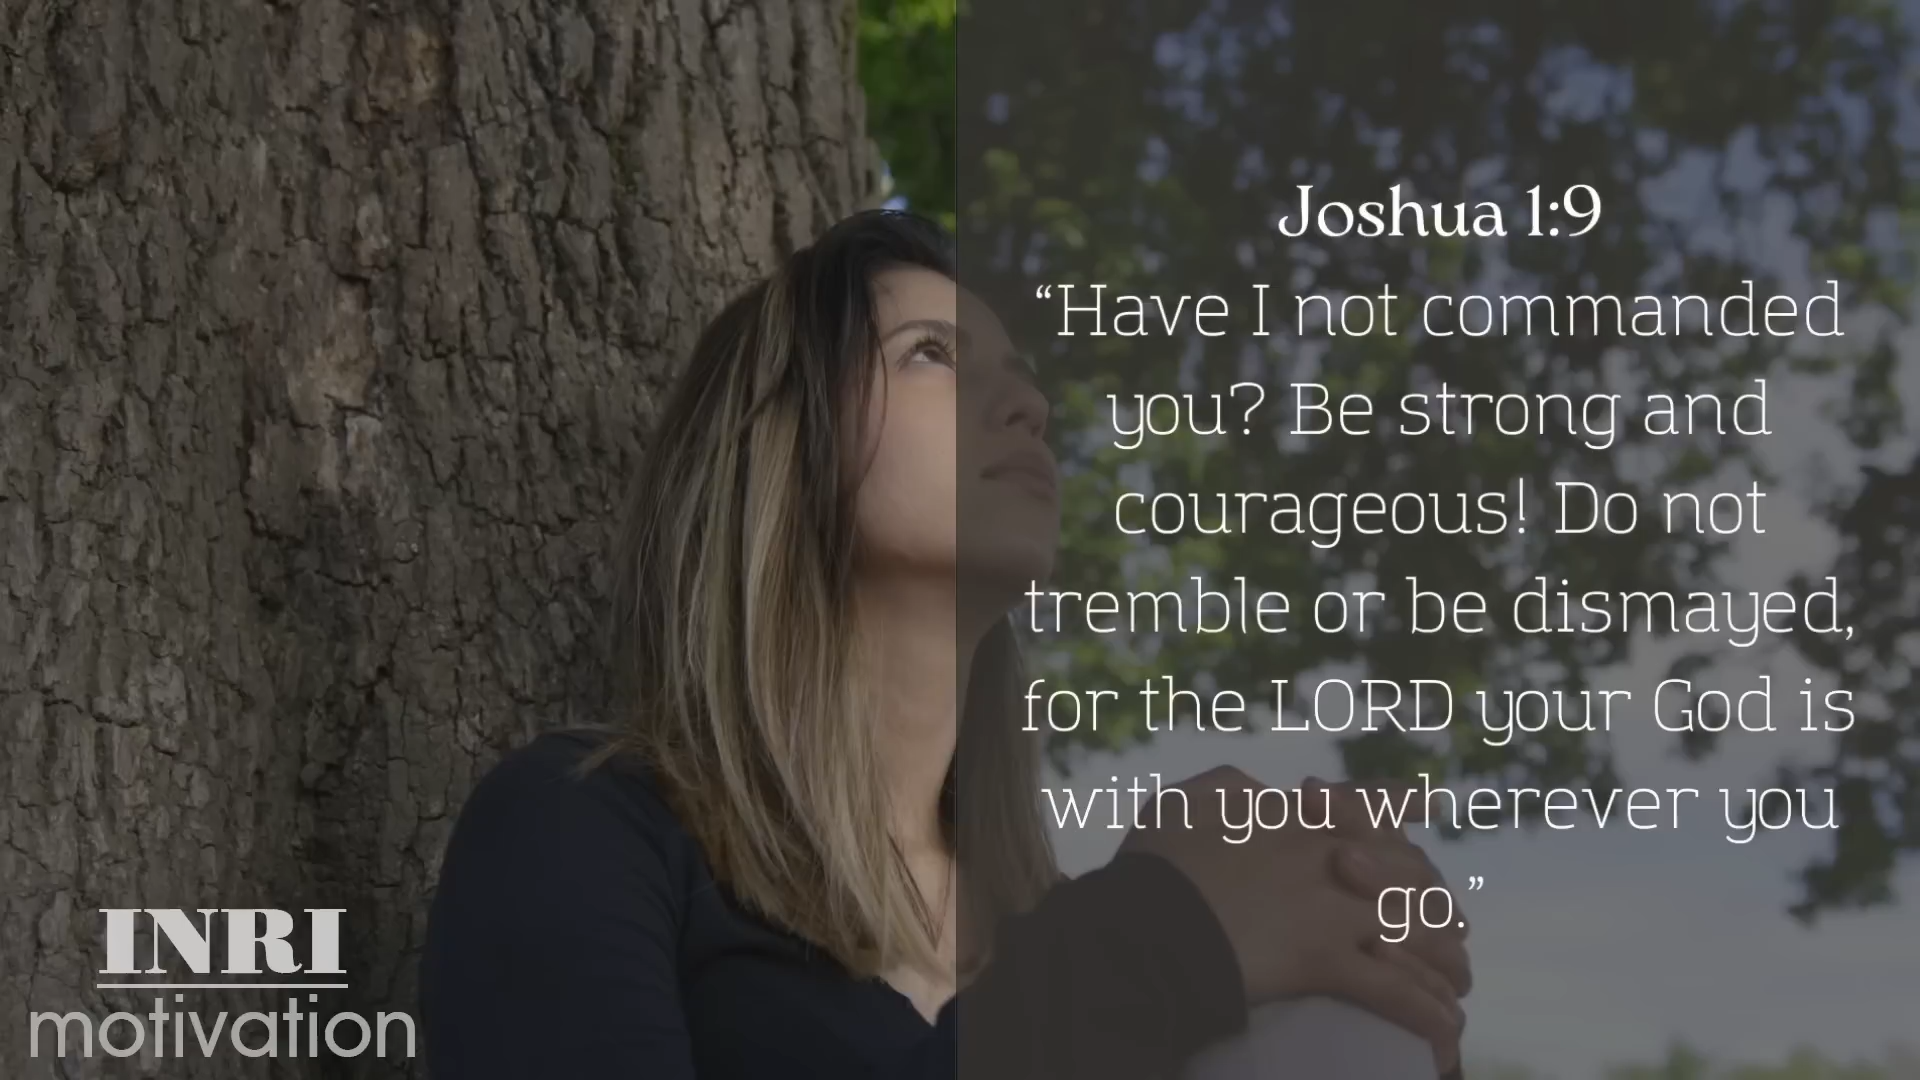 Joshua 1:9
“Have I not commanded
you? Be strong and
courageous! Do not
tremble or be dismayed,
for the LORD your God is
with you wherever you
go.”
INRI
motivation